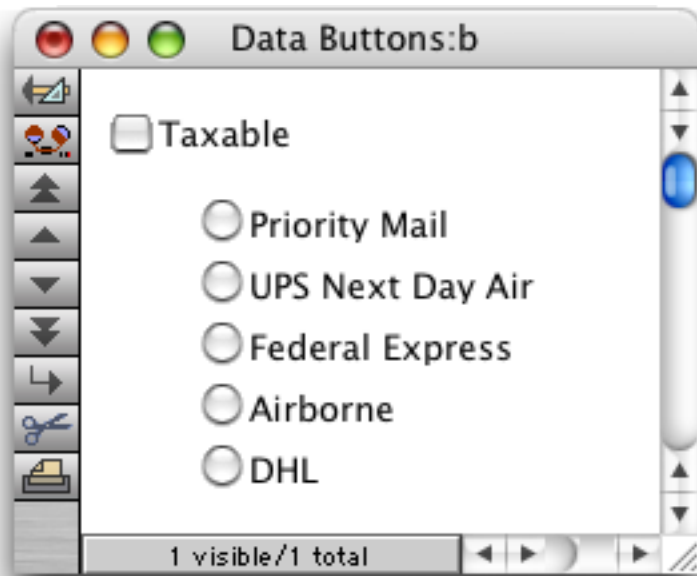 Data Buttons:b
Taxable
Priority Mail
UPS Next Day Air
Federal Express
Airborne
DHL
1 visible/1 total